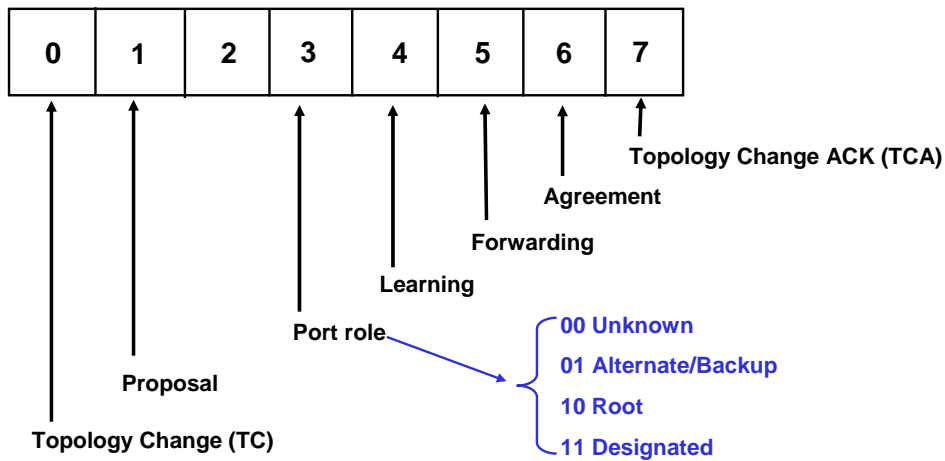 0 1 2 3 4 5 6 7
Topology Change ACK (TCA)
Agreement
Forwarding
Learning
Port role
00 Unknown
01 Alternate/Backup
10 Root
11 Designated
Proposal
Topology Change (TC)